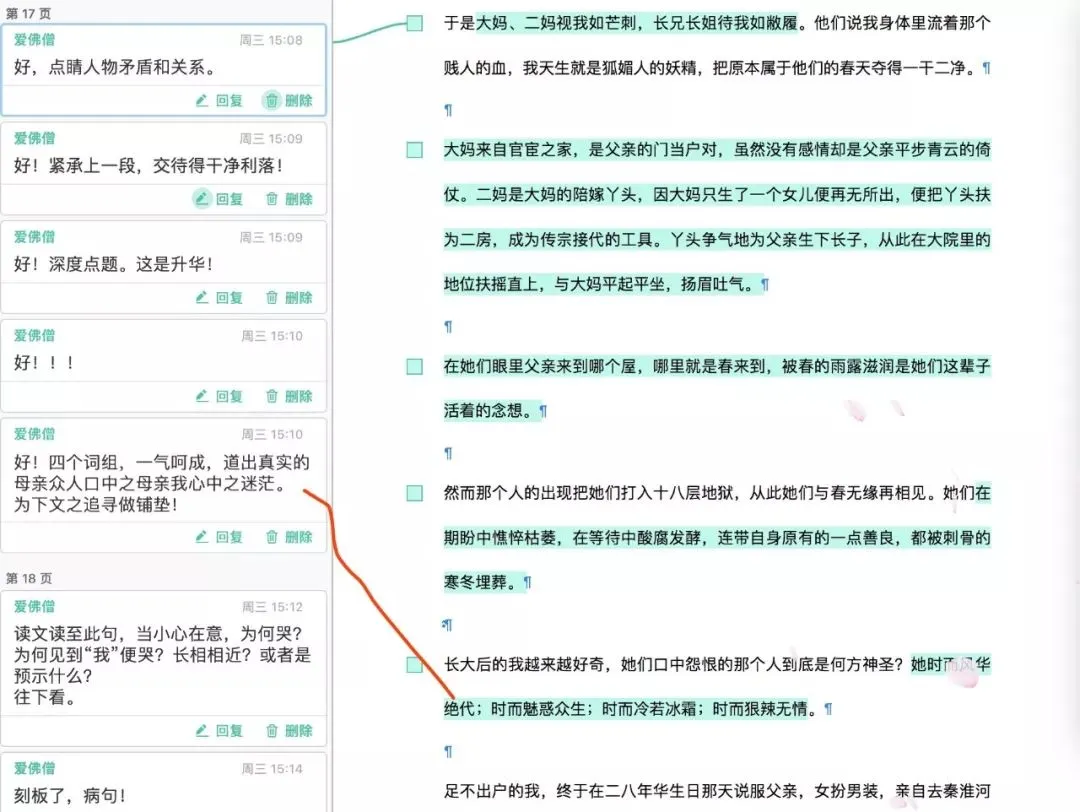 第 17 页
爱佛僧 周三 15:08
好，点睛人物矛盾和关系。
回复 删除
爱佛僧 周三 15:09
好！紧承上一段，交待得干净利落！
回复 删除
爱佛僧 周三 15:09
好！深度点题。这是升华！
回复 删除
爱佛僧 周三 15:10
好！！！
回复 删除
爱佛僧 周三 15:10
好！四个词组，一气呵成，道出真实的
母亲众人口中之母亲我心中之迷茫。
为下文之追寻做铺垫！
回复 删除
第 18 页
爱佛僧 周三 15:12
读文读至此句，当小心在意，为何哭？
为何见到“我”便哭？长相相近？或者是
预示什么？
往下看。
回复 删除
爱佛僧 周三 15:14
刻板了，病句！
于是大妈、二妈视我如芒刺，长兄长姐待我如敝履。他们说我身体里流着那个
贱人的血，我天生就是狐媚人的妖精，把原本属于他们的春天夺得一干二净。
大妈来自官宦之家，是父亲的门当户对，虽然没有感情却是父亲平步青云的倚
仗。二妈是大妈的陪嫁丫头，因大妈只生了一个女儿便再无所出，便把丫头扶
为二房，成为传宗接代的工具。丫头争气地为父亲生下长子，从此在大院里的
地位扶摇直上，与大妈平起平坐，扬眉吐气。
在她们眼里父亲来到哪个屋，哪里就是春来到，被春的雨露滋润是她们这辈子
活着的念想。
然而那个人的出现把她们打入十八层地狱，从此她们与春无缘再相见。她们在
期盼中憔悴枯萎，在等待中酸腐发酵，连带自身原有的一点善良，都被刺骨的
寒冬埋葬。
长大后的我越来越好奇，她们口中怨恨的那个人到底是何方神圣？她时而风华
绝代；时而魅惑众生；时而冷若冰霜；时而狠辣无情。
足不出户的我，终于在二八年华生日那天说服父亲，女扮男装，亲自去秦淮河